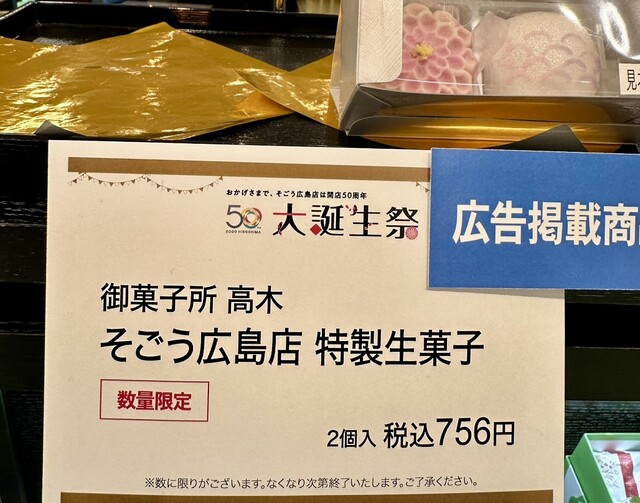 見本
おかげさまで、そごう広島店は開店50周年
50
SOGO HIROSHIMA
大誕生祭
広告掲載商品
御菓子所 高木
そごう広島店 特製生菓子
数量限定
2個入 税込756円
※数に限りがございます。なくなり次第終了いたします。ご了承ください。